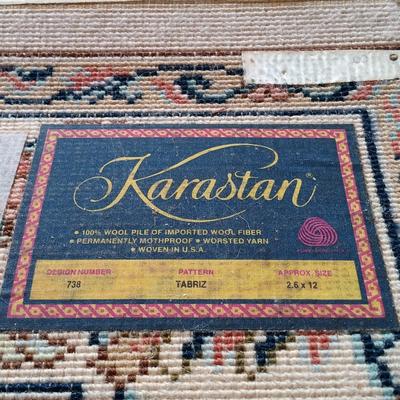 Karastan®
• 100% WOOL PILE OF IMPORTED WOOL FIBER
• PERMANENTLY MOTHPROOF • WORSTED YARN
• WOVEN IN U.S.A.
DESIGN NUMBER PATTERN APPROX. SIZE
738 TABRIZ 2.6 x 12